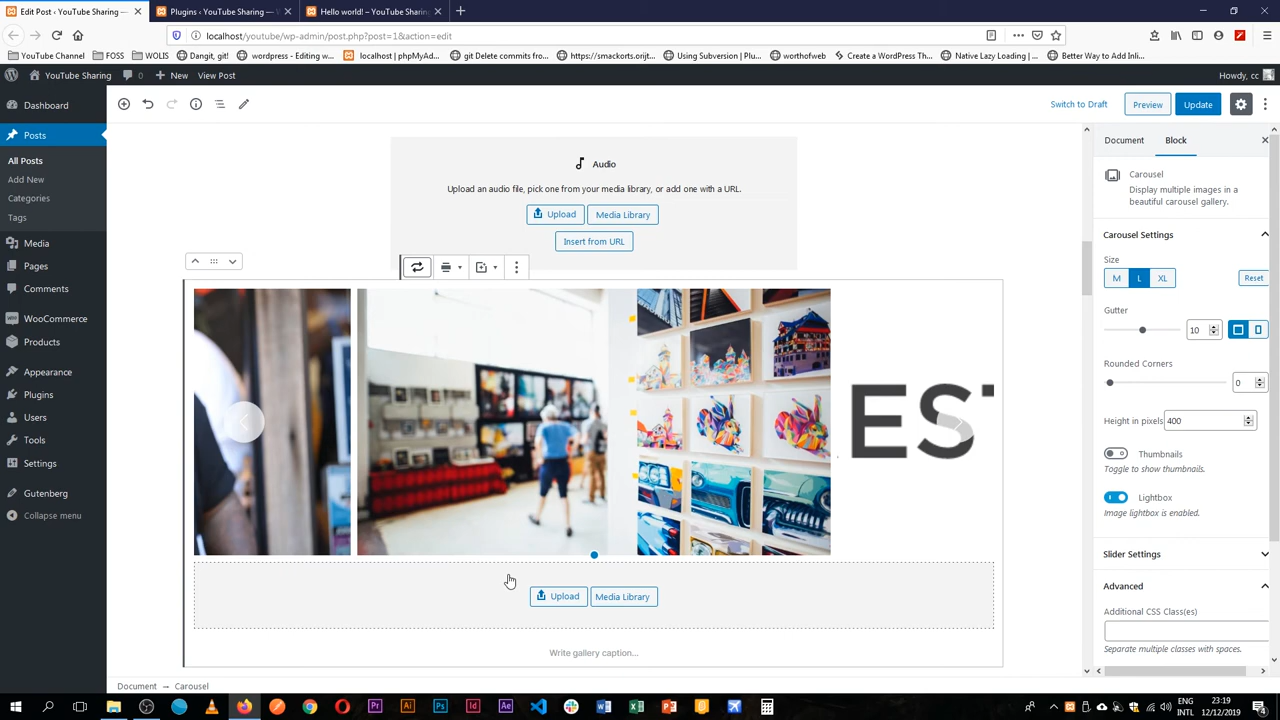 Edit Post ‹ YouTube Sharing —
Plugins ‹ YouTube Sharing — W
Hello world! – YouTube Sharing
localhost/youtube/wp-admin/post.php?post=1&action=edit
YouTube Channel
FOSS
WOLIS
Dangit, git!
wordpress - Editing w…
localhost | phpMyAd…
git Delete commits fro…
https://smackorts.orijt…
Using Subversion | Plu…
worthofweb
Create a WordPress Th…
Native Lazy Loading | …
Better Way to Add Inli…
YouTube Sharing
0
New
View Post
Howdy, cc
Dashboard
Posts
All Posts
Add New
Categories
Tags
Media
Pages
Comments
WooCommerce
Products
Appearance
Plugins
Users
Tools
Settings
Gutenberg
Collapse menu
Switch to Draft
Preview
Update
Audio
Upload an audio file, pick one from your media library, or add one with a URL.
Upload
Media Library
Insert from URL
EST
Upload
Media Library
Write gallery caption...
Document → Carousel
Document
Block
Carousel
Display multiple images in a
beautiful carousel gallery.
Carousel Settings
Size
M
L
XL
Reset
Gutter
10
Rounded Corners
0
Height in pixels
400
Thumbnails
Toggle to show thumbnails.
Lightbox
Image lightbox is enabled.
Slider Settings
Advanced
Additional CSS Class(es)
Separate multiple classes with spaces.
ENG
INTL
23:19
12/12/2019